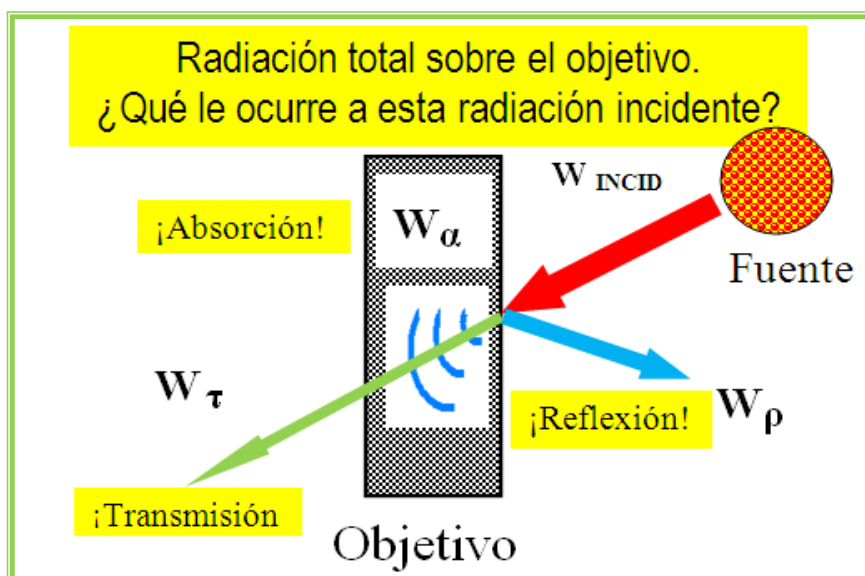 Radiación total sobre el objetivo.
¿Qué le ocurre a esta radiación incidente?
W INCID
¡Absorción!
Wα
Fuente
Wτ
Wρ
¡Reflexión!
¡Transmisión
Objetivo